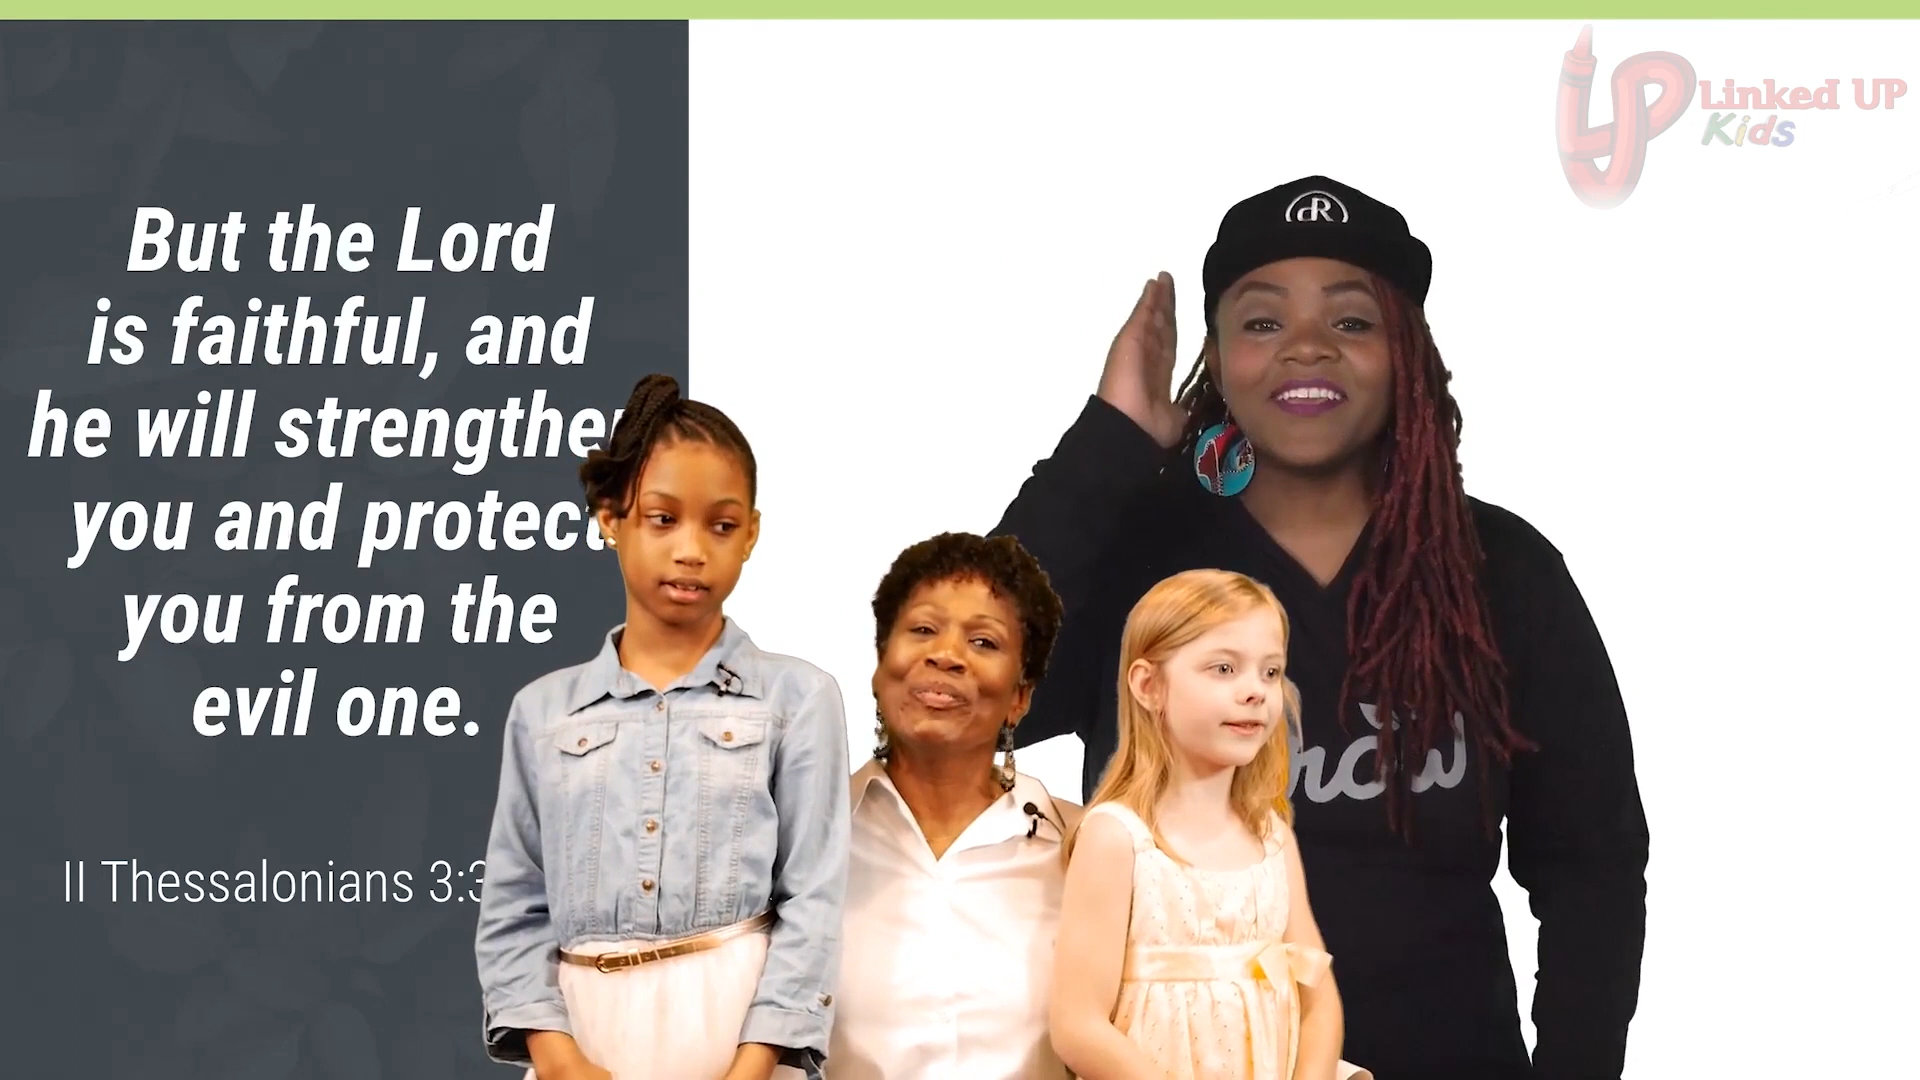 But the Lord
is faithful, and
he will strengthe
you and protect
you from the
evil one.
II Thessalonians 3:3
Linked UP
Kids